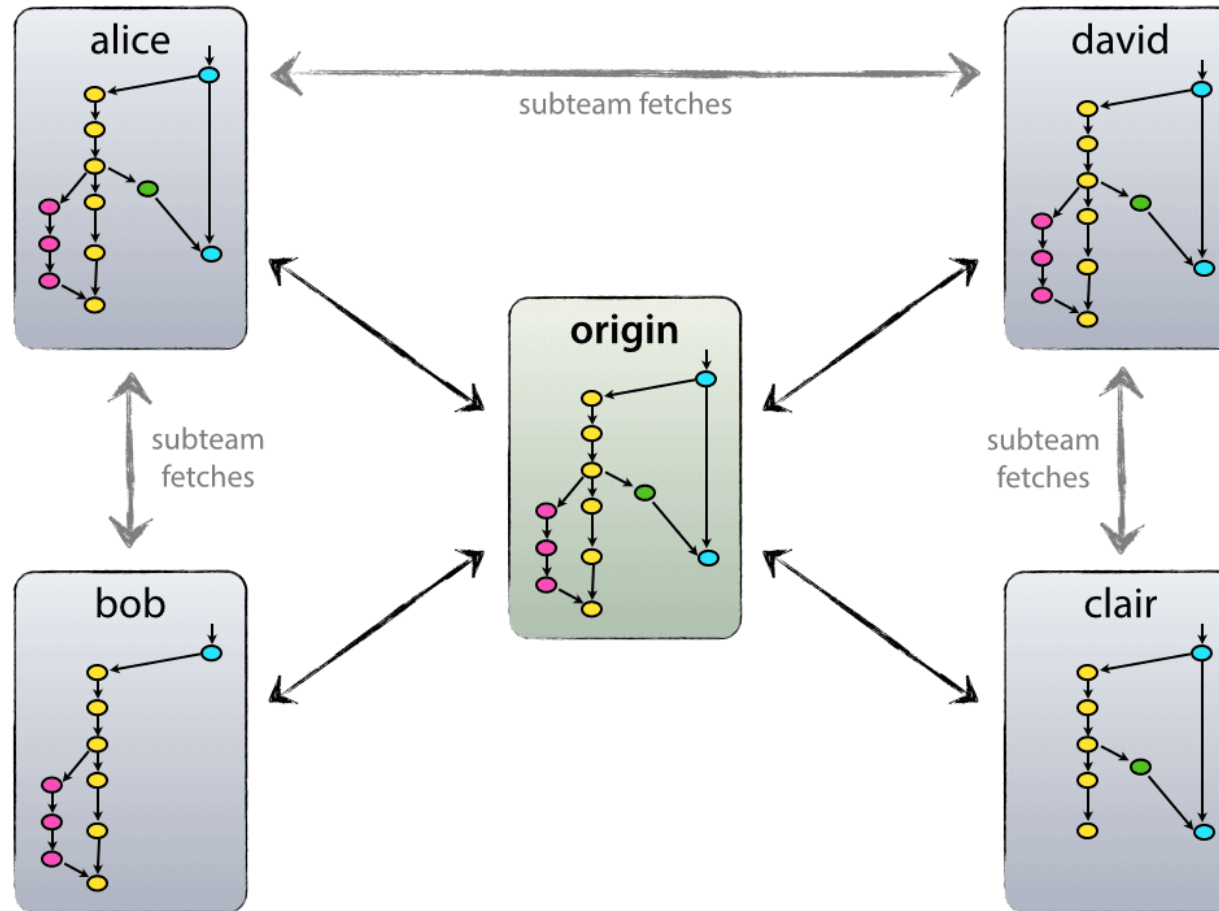 alice
david
subteam fetches
origin
subteam
fetches
subteam
fetches
bob
clair